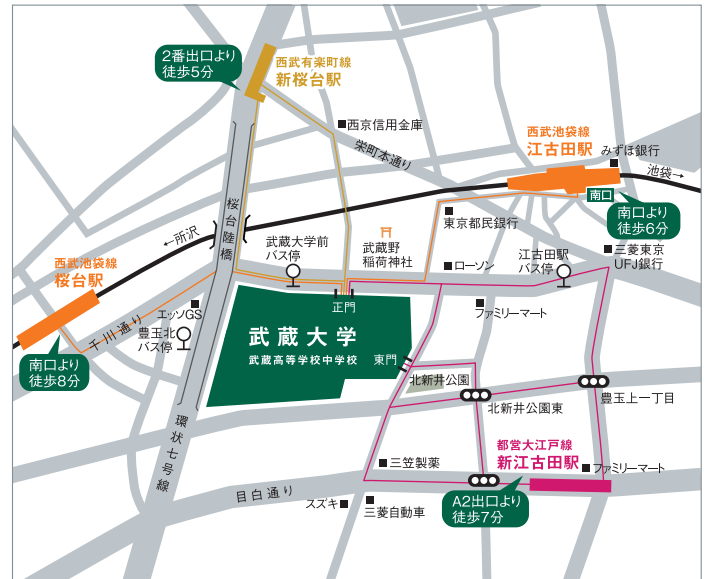 2番出口より
徒歩5分
西武有楽町線
新桜台駅
西京信用金庫
栄町本通り
西武池袋線
江古田駅
みずほ銀行
池袋→
南口
南口より
徒歩6分
桜台陸橋
←所沢
武蔵大学前
バス停
武蔵野
稲荷神社
東京都民銀行
ローソン
江古田駅
バス停
三菱東京
UFJ銀行
西武池袋線
桜台駅
エッソGS
千川通り
豊玉北
バス停
南口より
徒歩8分
正門
武蔵大学
武蔵高等学校中学校
東門
ファミリーマート
北新井公園
北新井公園東
豊玉上一丁目
環状七号線
都営大江戸線
新江古田駅
ファミリーマート
三笠製薬
目白通り
スズキ
三菱自動車
A2出口より
徒歩7分